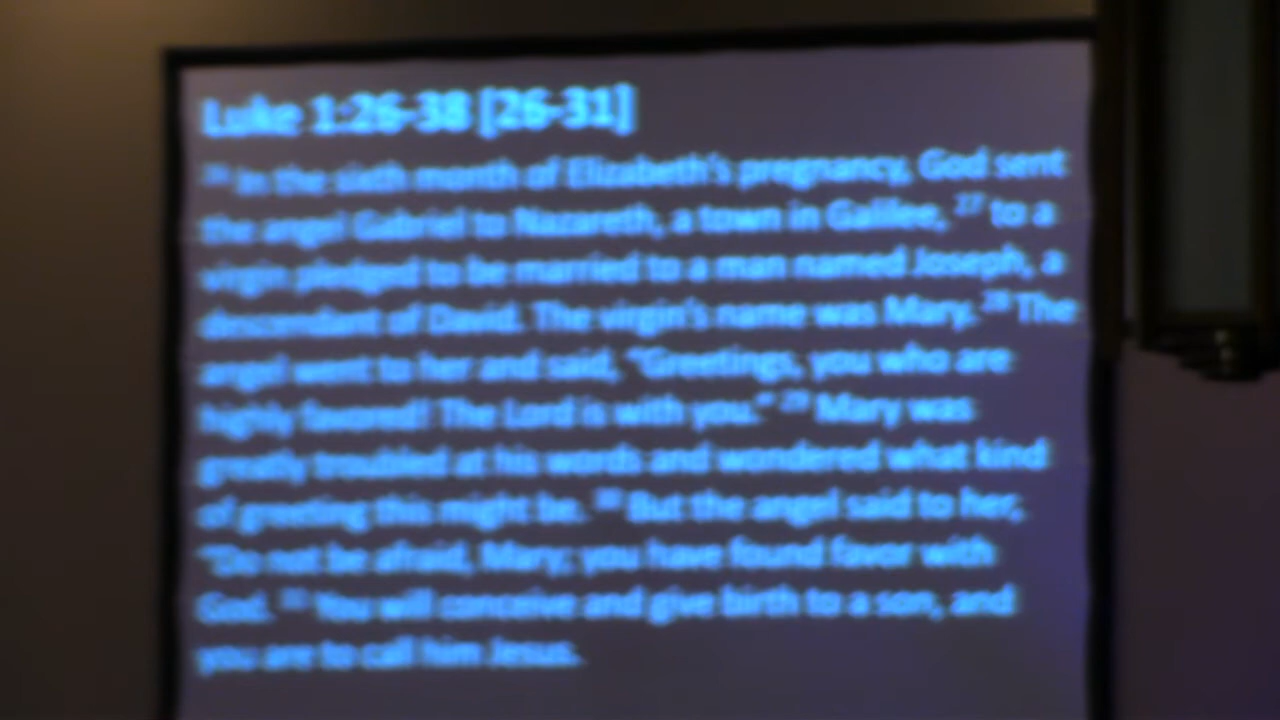 Luke 1:26-38 [26-31]
26 In the sixth month of Elizabeth's pregnancy, God sent
the angel Gabriel to Nazareth, a town in Galilee, 27 to a
virgin pledged to be married to a man named Joseph, a
descendant of David. The virgin's name was Mary. 28 The
angel went to her and said, "Greetings, you who are
highly favored! The Lord is with you." 29 Mary was
greatly troubled at his words and wondered what kind
of greeting this might be. 30 But the angel said to her,
"Do not be afraid, Mary; you have found favor with
God. 31 You will conceive and give birth to a son, and
you are to call him Jesus.